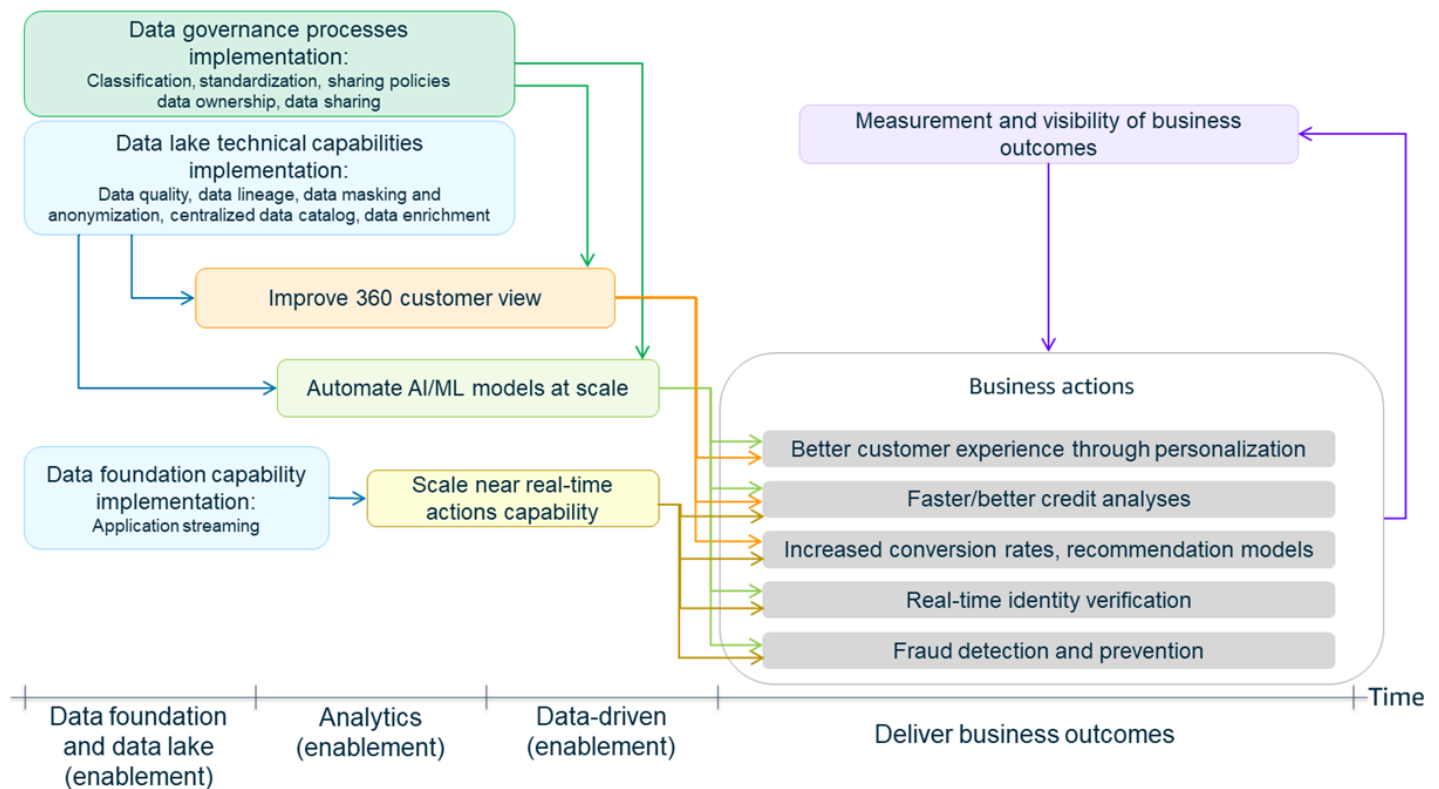 Data governance processes
implementation:
Classification, standardization, sharing policies
data ownership, data sharing
Data lake technical capabilities
implementation:
Data quality, data lineage, data masking and
anonymization, centralized data catalog, data enrichment
Measurement and visibility of business
outcomes
Improve 360 customer view
Automate AI/ML models at scale
Data foundation capability
implementation:
Application streaming
Scale near real-time
actions capability
Business actions
Better customer experience through personalization
Faster/better credit analyses
Increased conversion rates, recommendation models
Real-time identity verification
Fraud detection and prevention
Time
Data foundation
and data lake
(enablement)
Analytics
(enablement)
Data-driven
(enablement)
Deliver business outcomes